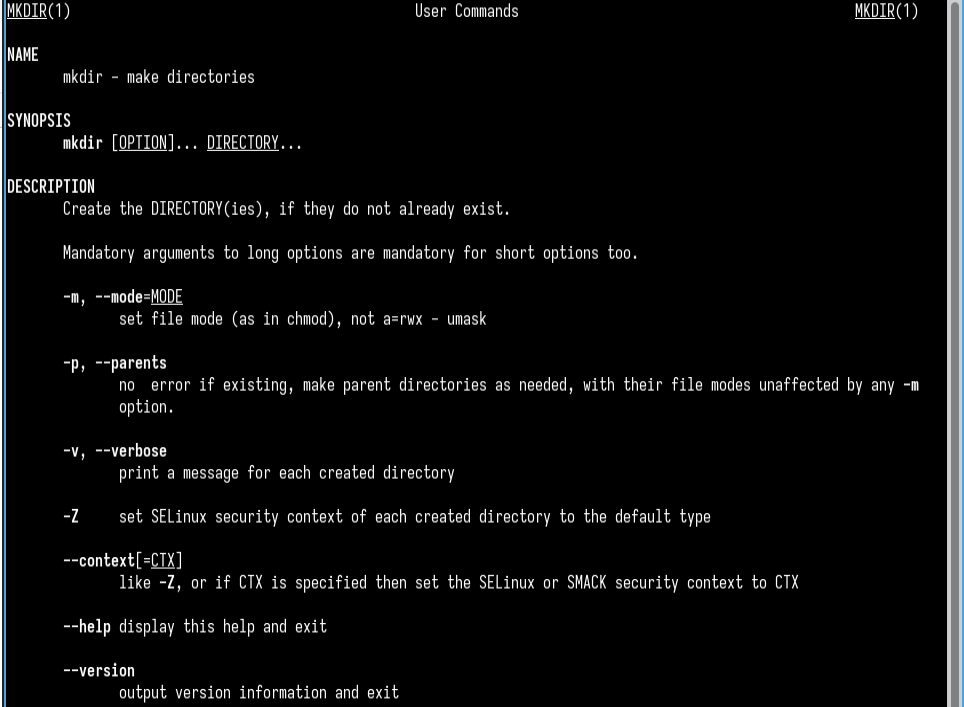 MKDIR(1) User Commands MKDIR(1)
NAME
mkdir - make directories
SYNOPSIS
mkdir [OPTION]... DIRECTORY...
DESCRIPTION
Create the DIRECTORY(ies), if they do not already exist.
Mandatory arguments to long options are mandatory for short options too.
-m, --mode=MODE
set file mode (as in chmod), not a=rwx - umask
-p, --parents
no  error if existing, make parent directories as needed, with their file modes unaffected by any -m
option.
-v, --verbose
print a message for each created directory
-Z set SELinux security context of each created directory to the default type
--context[=CTX]
like -Z, or if CTX is specified then set the SELinux or SMACK security context to CTX
--help display this help and exit
--version
output version information and exit